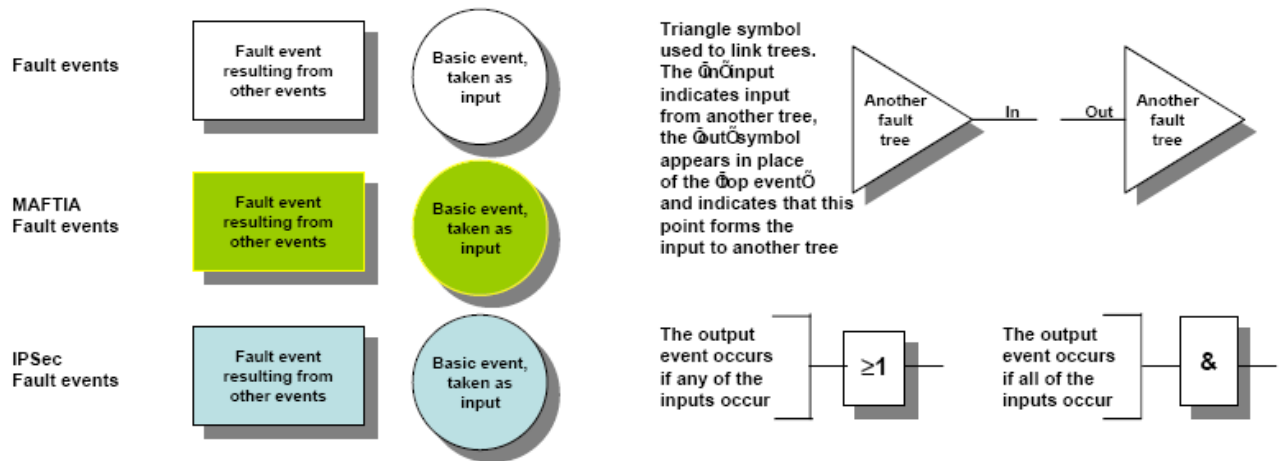 Fault events
Fault event
resulting from
other events
Basic event,
taken as
input
MAFTIA
Fault events
Fault event
resulting from
other events
Basic event,
taken as
input
IPSec
Fault events
Fault event
resulting from
other events
Basic event,
taken as
input
Triangle symbol
used to link trees.
The ÔinÕ input
indicates input
from another tree,
the ÔoutÕ symbol
appears in place
of the Ôtop eventÕ
and indicates that this
point forms the
input to another tree
Another
fault
tree
In
Out
Another
fault
tree
The output
event occurs
if any of the
inputs occur
≥1
The output
event occurs
if all of the
inputs occur
&